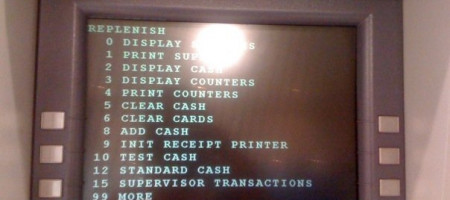 REPLENISH
0 DISPLAY
1 PRINT
2 DISPLAY CASH
3 DISPLAY COUNTERS
4 PRINT COUNTERS
5 CLEAR CASH
6 CLEAR CARDS
8 ADD CASH
9 INIT RECEIPT PRINTER
10 TEST CASH
12 STANDARD CASH
15 SUPERVISOR TRANSACTIONS
99 MORE